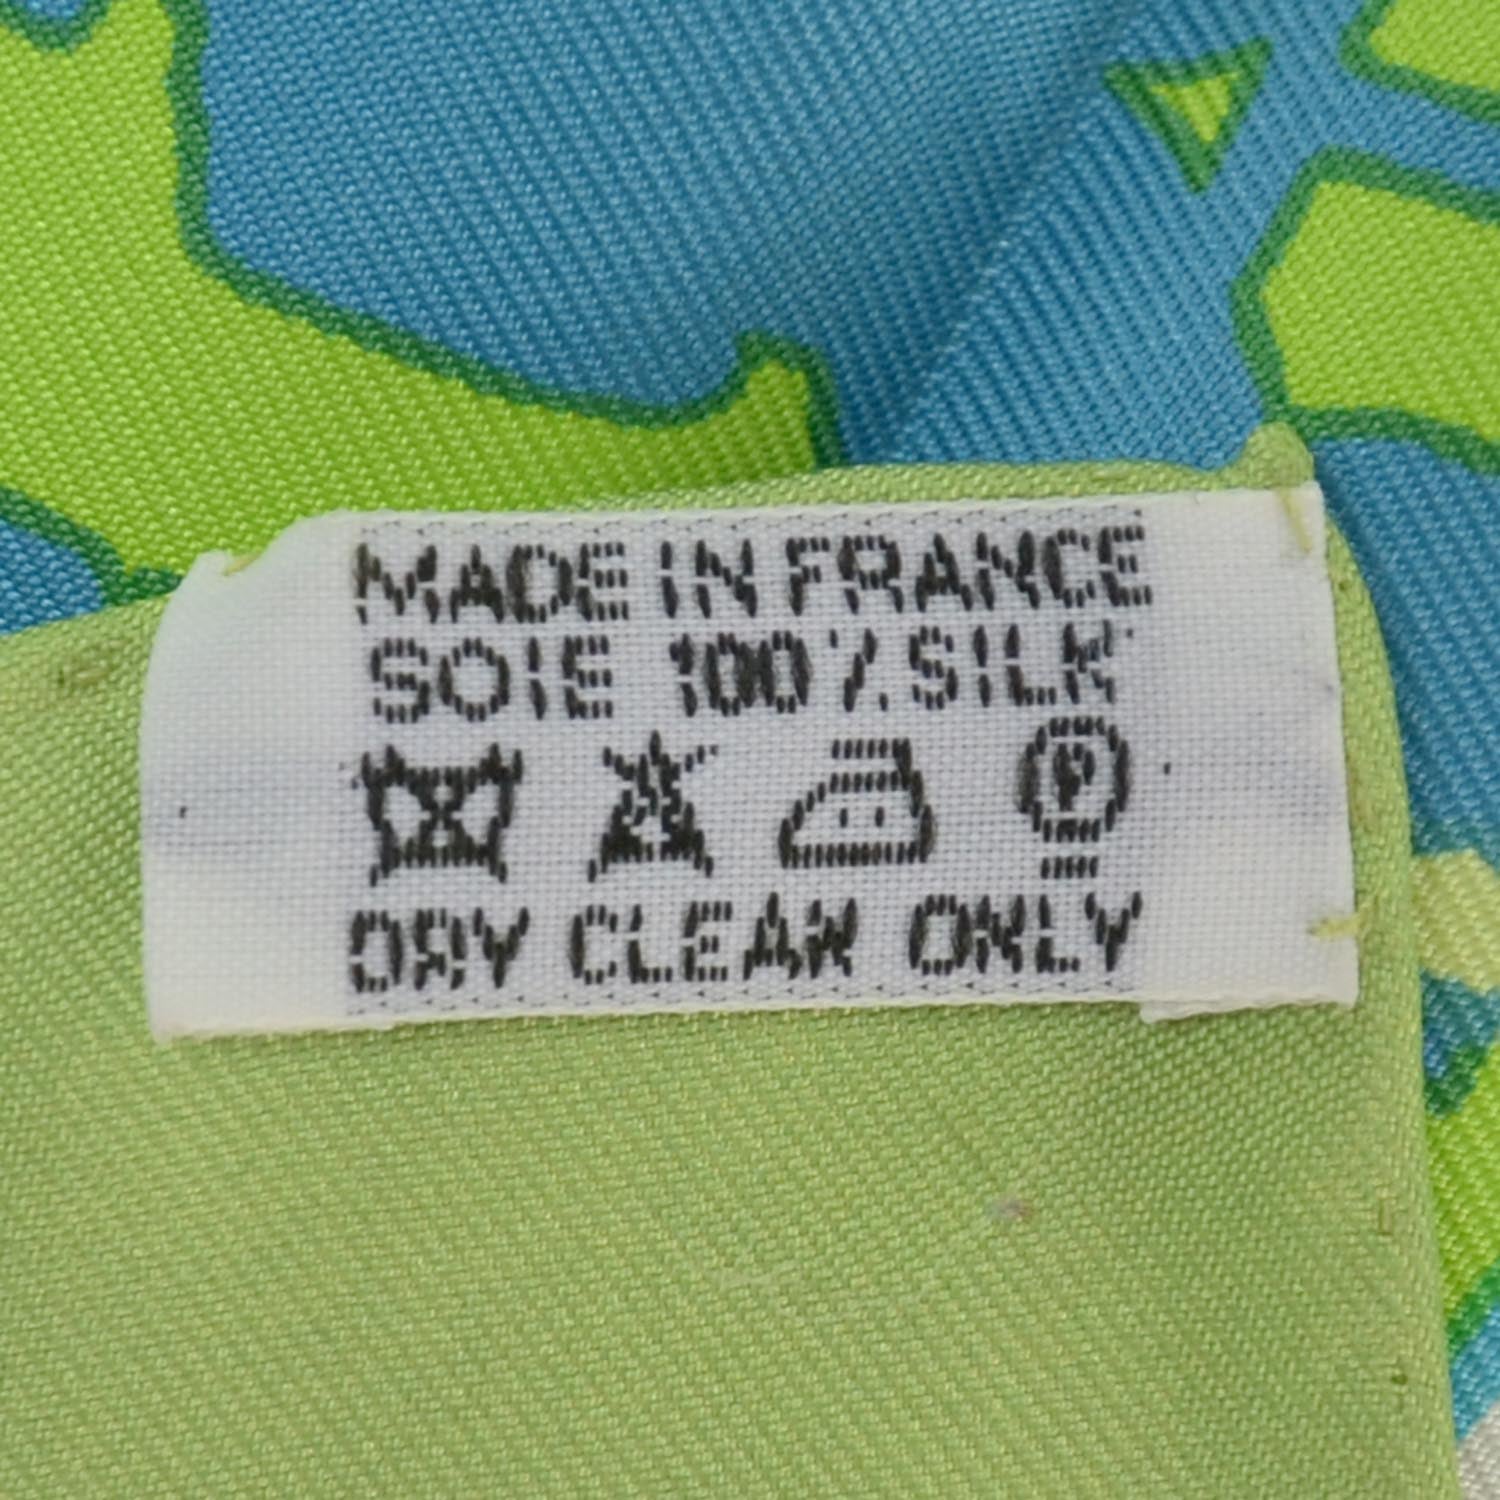 MADE IN FRANCE
SOIE 100% SILK
P
DRY CLEAN ONLY